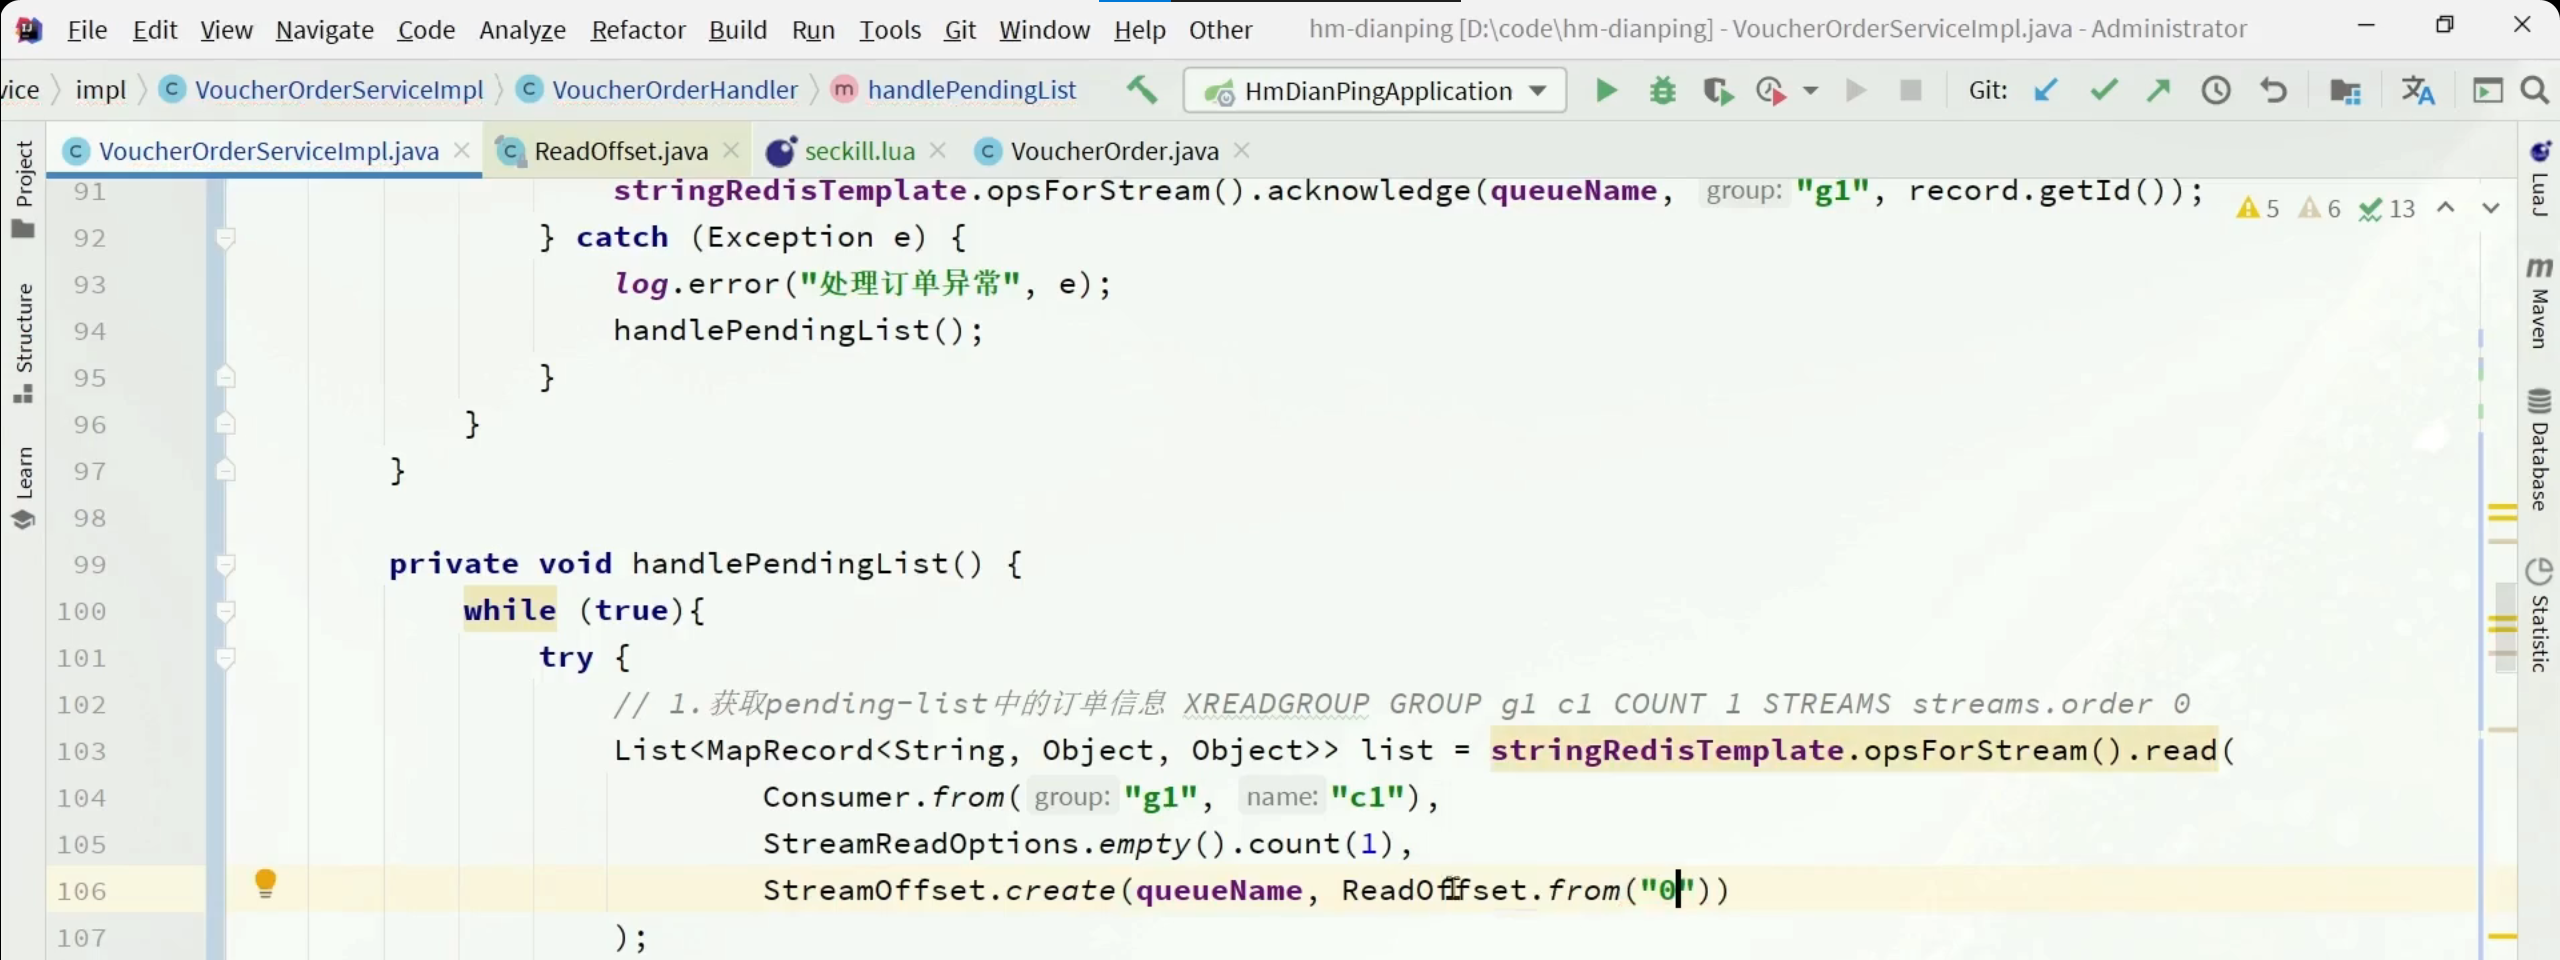 File Edit View Navigate Code Analyze Refactor Build Run Tools Git Window Help Other hm-dianping [D:\code\hm-dianping] - VoucherOrderServiceImpl.java - Administrator
vice impl VoucherOrderServiceImpl VoucherOrderHandler handlePendingList HmDianPingApplication Git:
VoucherOrderServiceImpl.java ReadOffset.java seckill.lua VoucherOrder.java
Project
Structure
Learn
91 stringRedisTemplate.opsForStream().acknowledge(queueName, group: "g1", record.getId());
5 6 13
92 } catch (Exception e) {
93 log.error("处理订单异常", e);
94 handlePendingList();
95 }
96 }
97 }
98
99 private void handlePendingList() {
100 while (true){
101 try {
102 // 1.获取pending-list中的订单信息 XREADGROUP GROUP g1 c1 COUNT 1 STREAMS streams.order 0
103 List<MapRecord<String, Object, Object>> list = stringRedisTemplate.opsForStream().read(
104 Consumer.from( group: "g1", name: "c1"),
105 StreamReadOptions.empty().count(1),
106 StreamOffset.create(queueName, ReadOffset.from("0"))
107 );
LuaJ
Maven
Database
Statistic